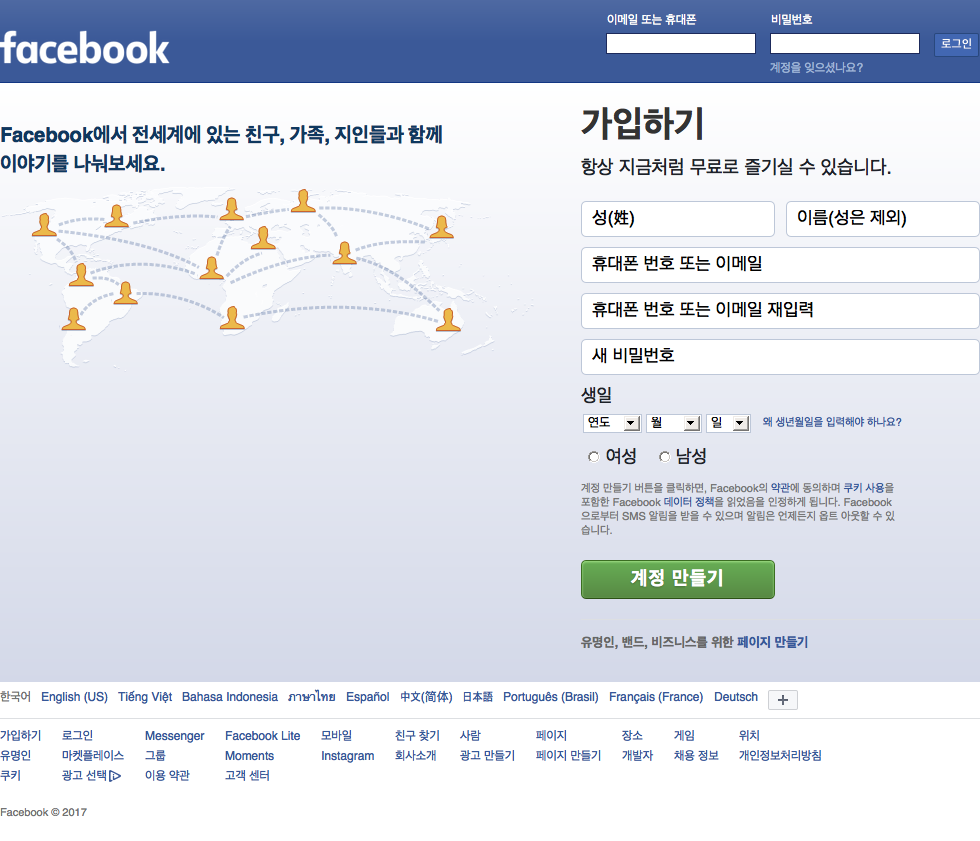 facebook
이메일 또는 휴대폰
비밀번호
로그인
계정을 잊으셨나요?
Facebook에서 전세계에 있는 친구, 가족, 지인들과 함께
이야기를 나눠보세요.
가입하기
항상 지금처럼 무료로 즐기실 수 있습니다.
성(姓) 이름(성은 제외)
휴대폰 번호 또는 이메일
휴대폰 번호 또는 이메일 재입력
새 비밀번호
생일
연도 월 일 왜 생년월일을 입력해야 하나요?
여성 남성
계정 만들기 버튼을 클릭하면, Facebook의 약관에 동의하며 쿠키 사용을
포함한 Facebook 데이터 정책을 읽었음을 인정하게 됩니다. Facebook
으로부터 SMS 알림을 받을 수 있으며 알림은 언제든지 옵트 아웃할 수 있
습니다.
계정 만들기
유명인, 밴드, 비즈니스를 위한 페이지 만들기
한국어 English (US) Tiếng Việt Bahasa Indonesia ภาษาไทย Español 中文(简体) 日本語 Português (Brasil) Français (France) Deutsch +
가입하기 로그인 Messenger Facebook Lite 모바일 친구 찾기 사람 페이지 장소 게임 위치
유명인 마켓플레이스 그룹 Moments Instagram 회사소개 광고 만들기 페이지 만들기 개발자 채용 정보 개인정보처리방침
쿠키 광고 선택 이용 약관 고객 센터
Facebook © 2017